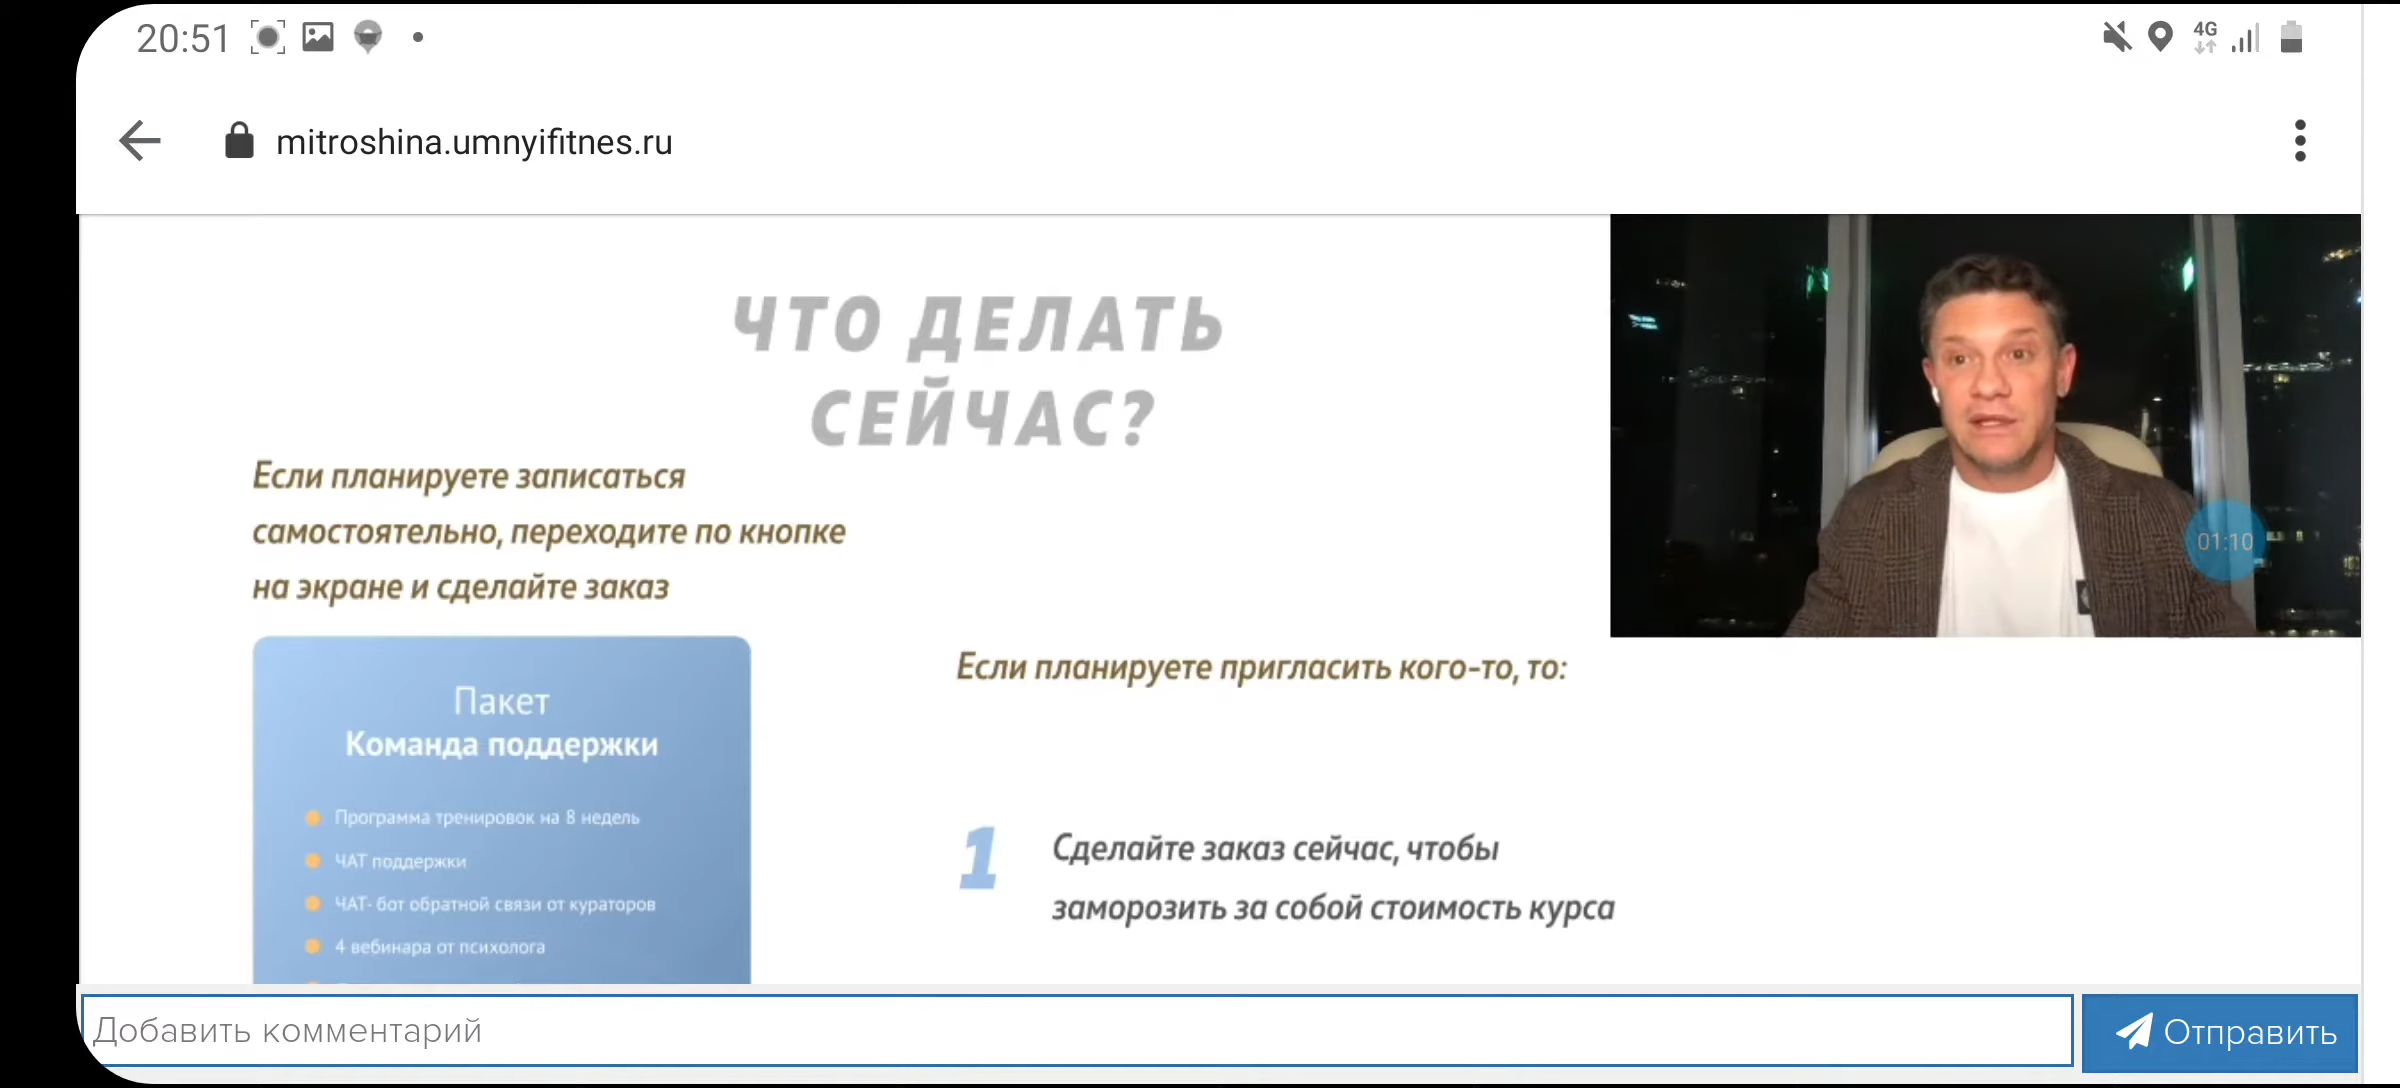 20:51
4G
mitroshina.umnyifitnes.ru
ЧТО ДЕЛАТЬ
СЕЙЧАС?
Если планируете записаться
самостоятельно, переходите по кнопке
на экране и сделайте заказ
01:10
Если планируете пригласить кого-то, то:
Пакет
Команда поддержки
Программа тренировок на 8 недель
ЧАТ поддержки
ЧАТ- бот обратной связи от кураторов
4 вебинара от психолога
1 Сделайте заказ сейчас, чтобы
заморозить за собой стоимость курса
Добавить комментарий
Отправить